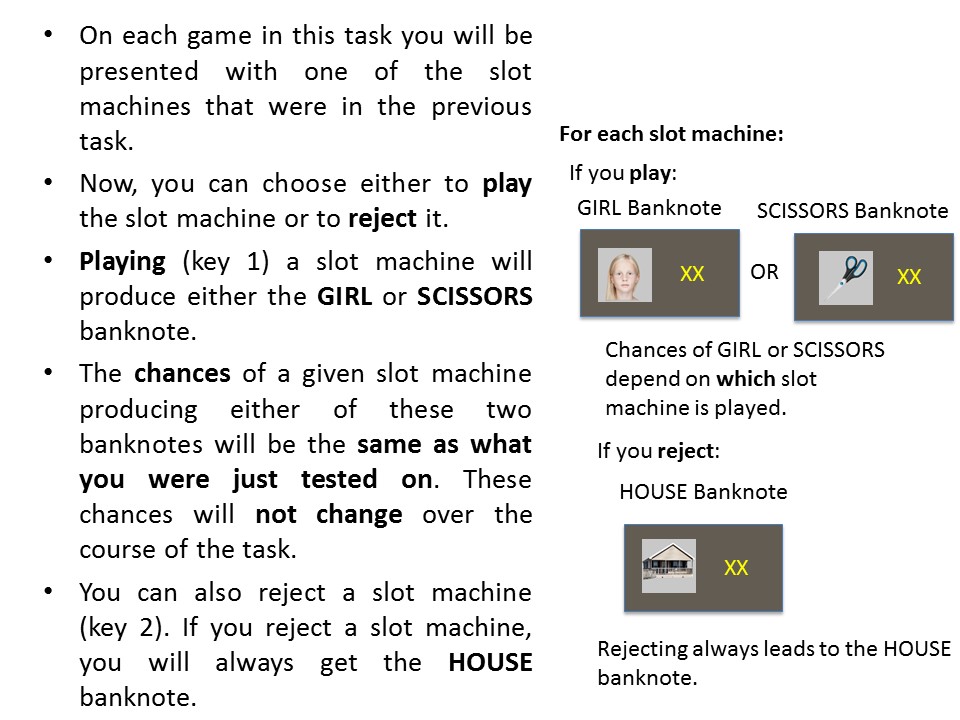 • On each game in this task you will be
presented with one of the slot
machines that were in the previous
task.
• Now, you can choose either to play
the slot machine or to reject it.
• Playing (key 1) a slot machine will
produce either the GIRL or SCISSORS
banknote.
• The chances of a given slot machine
producing either of these two
banknotes will be the same as what
you were just tested on. These
chances will not change over the
course of the task.
• You can also reject a slot machine
(key 2). If you reject a slot machine,
you will always get the HOUSE
banknote.
For each slot machine:
If you play:
GIRL Banknote
SCISSORS Banknote
XX
OR
XX
Chances of GIRL or SCISSORS
depend on which slot
machine is played.
If you reject:
HOUSE Banknote
XX
Rejecting always leads to the HOUSE
banknote.